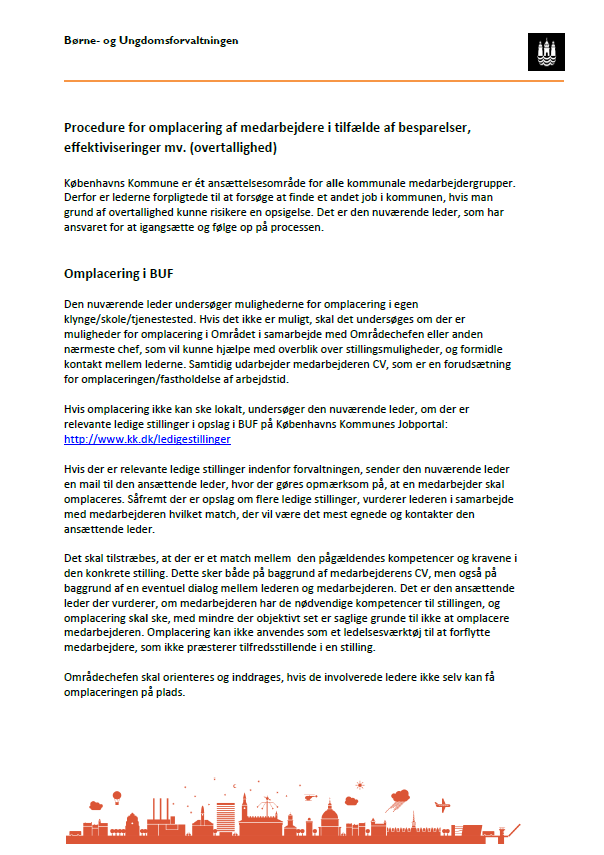 Børne- og Ungdomsforvaltningen
Procedure for omplacering af medarbejdere i tilfælde af besparelser,
effektiviseringer mv. (overtallighed)
Københavns Kommune er ét ansættelsesområde for alle kommunale medarbejdergrupper.
Derfor er lederne forpligtede til at forsøge at finde et andet job i kommunen, hvis man
grund af overtallighed kunne risikere en opsigelse. Det er den nuværende leder, som har
ansvaret for at igangsætte og følge op på processen.
Omplacering i BUF
Den nuværende leder undersøger mulighederne for omplacering i egen
klynge/skole/tjenestested. Hvis det ikke er muligt, skal det undersøges om der er
muligheder for omplacering i Området i samarbejde med Områdechefen eller anden
nærmeste chef, som vil kunne hjælpe med overblik over stillingsmuligheder, og formidle
kontakt mellem lederne. Samtidig udarbejder medarbejderen CV, som er en forudsætning
for omplaceringen/fastholdelse af arbejdstid.
Hvis omplacering ikke kan ske lokalt, undersøger den nuværende leder, om der er
relevante ledige stillinger i opslag i BUF på Københavns Kommunes Jobportal:
http://www.kk.dk/ledigestillinger
Hvis der er relevante ledige stillinger indenfor forvaltningen, sender den nuværende leder
en mail til den ansættende leder, hvor der gøres opmærksom på, at en medarbejder skal
omplaceres. Såfremt der er opslag om flere ledige stillinger, vurderer lederen i samarbejde
med medarbejderen hvilket match, der vil være det mest egnede og kontakter den
ansættende leder.
Det skal tilstræbes, at der er et match mellem  den pågældendes kompetencer og kravene i
den konkrete stilling. Dette sker både på baggrund af medarbejderens CV, men også på
baggrund af en eventuel dialog mellem lederen og medarbejderen. Det er den ansættende
leder der vurderer, om medarbejderen har de nødvendige kompetencer til stillingen, og
omplacering skal ske, med mindre der objektivt set er saglige grunde til ikke at omplacere
medarbejderen. Omplacering kan ikke anvendes som et ledelsesværktøj til at forflytte
medarbejdere, som ikke præsterer tilfredsstillende i en stilling.
Områdechefen skal orienteres og inddrages, hvis de involverede ledere ikke selv kan få
omplaceringen på plads.